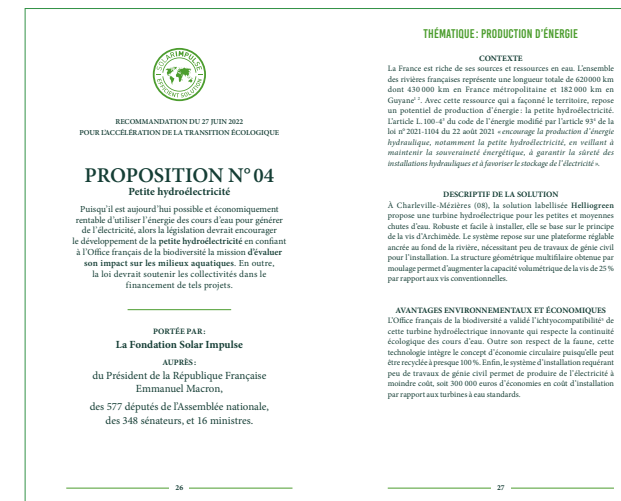 SOLARIMPULSE
EFFICIENT SOLUTION
RECOMMANDATION DU 27 JUIN 2022
POUR L'ACCÉLÉRATION DE LA TRANSITION ÉCOLOGIQUE
PROPOSITION N° 04
Petite hydroélectricité
Puisqu'il est aujourd'hui possible et économiquement
rentable d'utiliser l'énergie des cours d'eau pour générer
de l'électricité, alors la législation devrait encourager
le développement de la petite hydroélectricité en confiant
à l'Office français de la biodiversité la mission d'évaluer
son impact sur les milieux aquatiques. En outre,
la loi devrait soutenir les collectivités dans le
financement de tels projets.
PORTÉE PAR :
La Fondation Solar Impulse
AUPRÈS :
du Président de la République Française
Emmanuel Macron,
des 577 députés de l'Assemblée nationale,
des 348 sénateurs, et 16 ministres.
26
THÉMATIQUE : PRODUCTION D'ÉNERGIE
CONTEXTE
La France est riche de ses sources et ressources en eau. L'ensemble
des rivières françaises représente une longueur totale de 620 000 km
dont 430 000 km en France métropolitaine et 182 000 km en
Guyane. Avec cette ressource qui a façonné le territoire, repose
un potentiel de production d'énergie : la petite hydroélectricité.
L'article L. 100-4 du code de l'énergie modifié par l'article 93 de la
loi n° 2021-1104 du 22 août 2021 « encourage la production d'énergie
hydraulique, notamment la petite hydroélectricité, en veillant à
maintenir la souveraineté énergétique, à garantir la sûreté des
installations hydrauliques et à favoriser le stockage de l'électricité ».
DESCRIPTIF DE LA SOLUTION
À Charleville-Mézières (08), la solution labellisée Helliogreen
propose une turbine hydroélectrique pour les petites et moyennes
chutes d'eau. Robuste et facile à installer, elle se base sur le principe
de la vis d'Archimède. Le système repose sur une plateforme réglable
ancrée au fond de la rivière, nécessitant peu de travaux de génie civil
pour l'installation. La structure géométrique multifilaire obtenue par
moulage permet d'augmenter la capacité volumétrique de la vis de 25 %
par rapport aux vis conventionnelles.
AVANTAGES ENVIRONNEMENTAUX ET ÉCONOMIQUES
L'Office français de la biodiversité a validé l'ichtyocompatibilité de
cette turbine hydroélectrique innovante qui respecte la continuité
écologique des cours d'eau. Outre son respect de la faune, cette
technologie intègre le concept d'économie circulaire puisqu'elle peut
être recyclée à presque 100 %. Enfin, le système d'installation requérant
peu de travaux de génie civil permet de produire de l'électricité à
moindre coût, soit 300 000 euros d'économies en coût d'installation
par rapport aux turbines à eau standards.
27